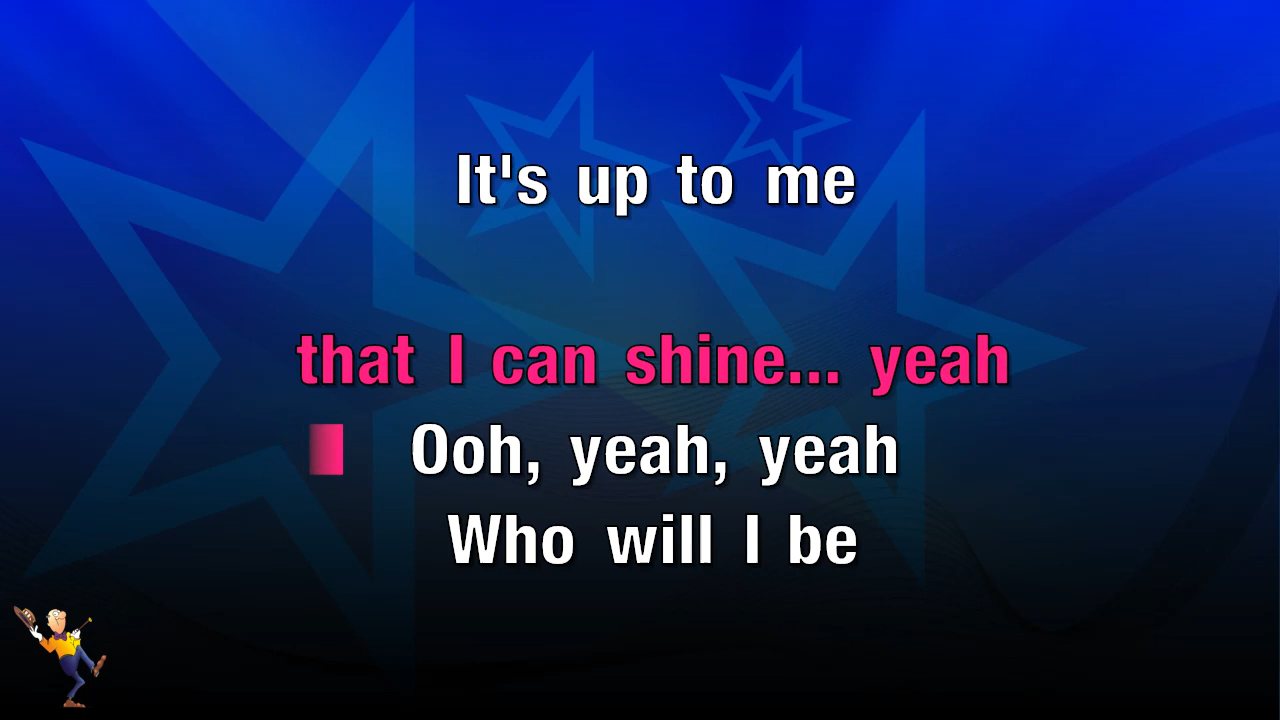 It's up to me
that I can shine... yeah
Ooh, yeah, yeah
Who will I be